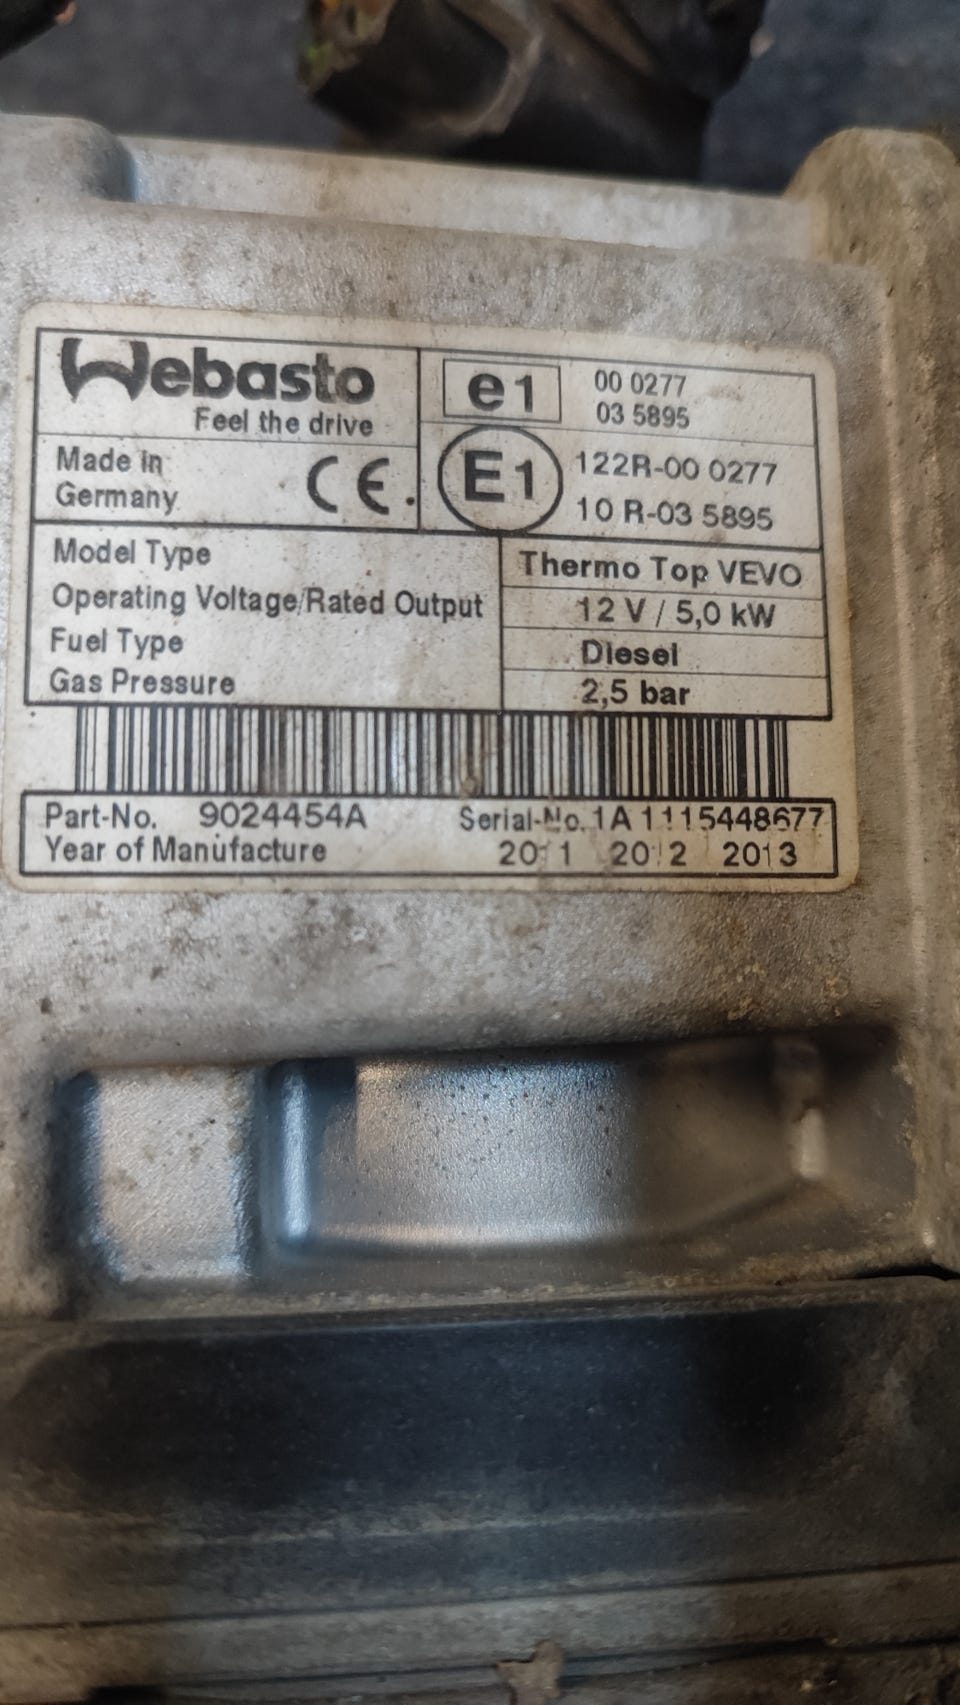 Webasto
Feel the drive
e1
00 0277
03 5895
Made in
Germany
CE
E1
122R-00 0277
10 R-03 5895
Model Type
Thermo Top VEVO
Operating Voltage/Rated Output
12 V / 5,0 kW
Fuel Type
Diesel
Gas Pressure
2,5 bar
Part-No. 9024454A
Serial-No. 1A1115448677
Year of Manufacture
2011 2012 2013